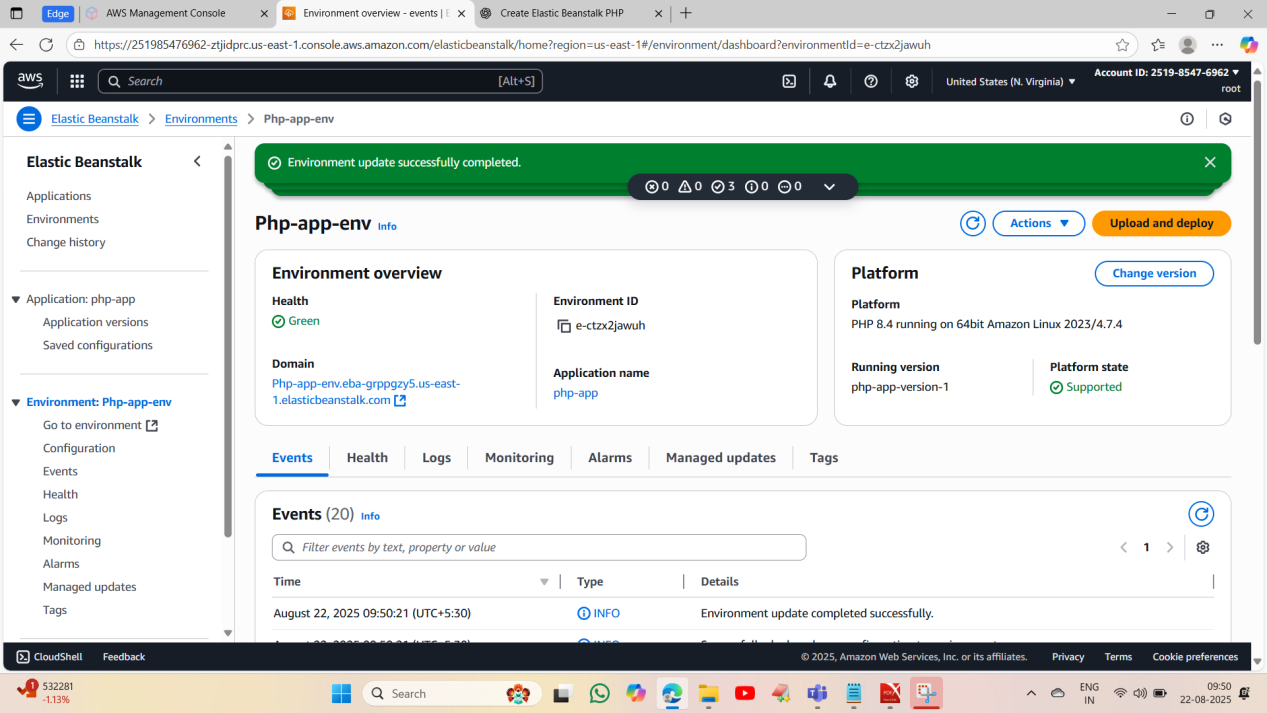 Edge
AWS Management Console
Environment overview - events | E
Create Elastic Beanstalk PHP
https://251985476962-ztjidprc.us-east-1.console.aws.amazon.com/elasticbeanstalk/home?region=us-east-1#/environment/dashboard?environmentId=e-ctzx2jawuh
aws
Search
[Alt+S]
United States (N. Virginia)
Account ID: 2519-8547-6962
root
Elastic Beanstalk
Environments
Php-app-env
Elastic Beanstalk
Applications
Environments
Change history
Application: php-app
Application versions
Saved configurations
Environment: Php-app-env
Go to environment
Configuration
Events
Health
Logs
Monitoring
Alarms
Managed updates
Tags
Environment update successfully completed.
0 0 3 0 0
Php-app-env Info
Actions
Upload and deploy
Environment overview
Health
Green
Domain
Php-app-env.eba-grppgzy5.us-east-
1.elasticbeanstalk.com
Environment ID
e-ctzx2jawuh
Application name
php-app
Platform
Change version
Platform
PHP 8.4 running on 64bit Amazon Linux 2023/4.7.4
Running version
php-app-version-1
Platform state
Supported
Events Health Logs Monitoring Alarms Managed updates Tags
Events (20) Info
Filter events by text, property or value
1
Time Type Details
August 22, 2025 09:50:21 (UTC+5:30) INFO Environment update completed successfully.
CloudShell Feedback
© 2025, Amazon Web Services, Inc. or its affiliates. Privacy Terms Cookie preferences
1
532281
-1.13%
Search
ENG
IN
09:50
22-08-2025